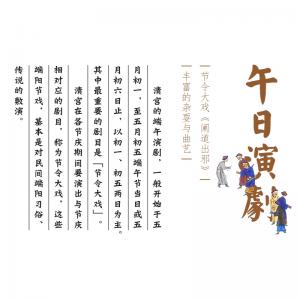 午日演劇
节令大戏《阐道除邪》
丰富的杂耍与曲艺
清宫的端午演剧，一般开始于五
月初一，至五月初五端午节当日或五
月初六日止，以初一、初五两日为主。
其中最重要的剧目是「节令大戏」。
清宫在各节庆期间要演出与节庆
相对应的剧目，称为节令大戏，这些
端阳节戏，基本是对民间端阳习俗、
传说的敷演。